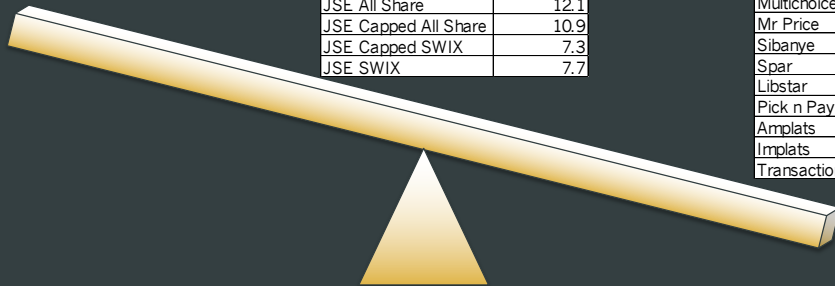 JSE All Share 12.1
JSE Capped All Share 10.9
JSE Capped SWIX 7.3
JSE SWIX 7.7
Multichoice
Mr Price
Sibanye
Spar
Libstar
Pick n Pay
Amplats
Implats